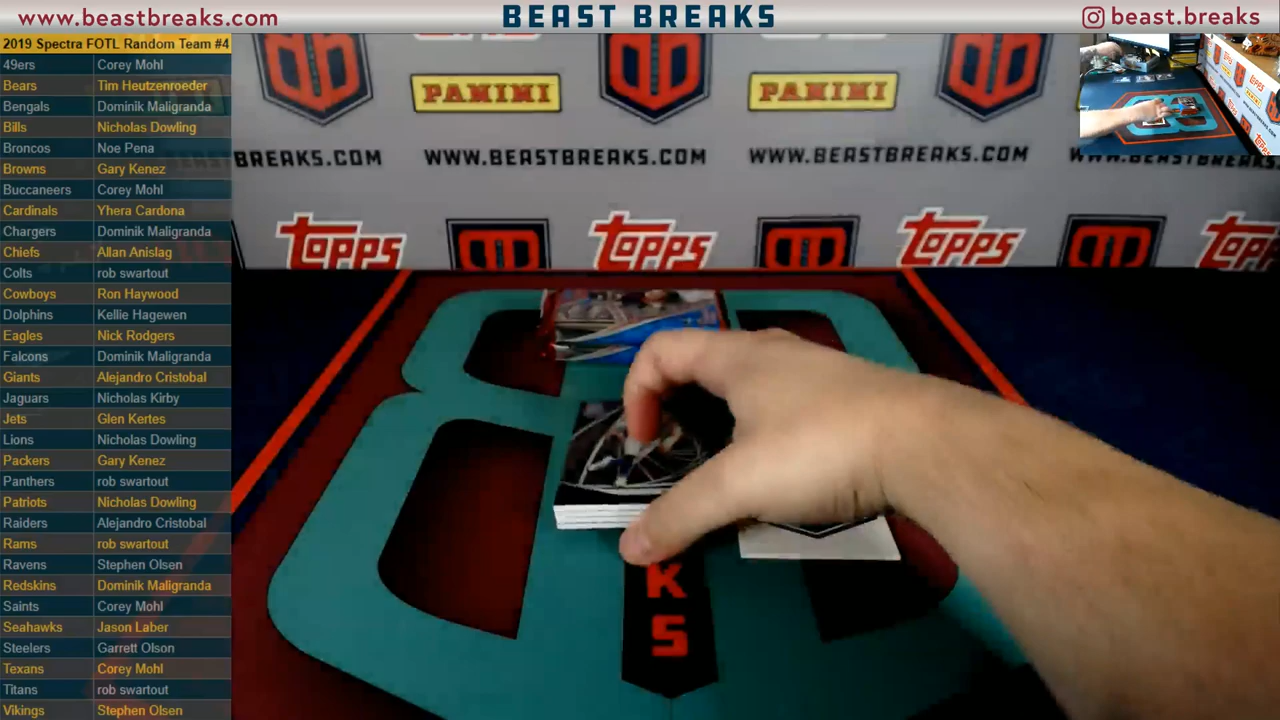 www.beastbreaks.com
BEAST BREAKS
beast.breaks
2019 Spectra FOTL Random Team #4
49ers Corey Mohl
Bears Tim Heutzenroeder
Bengals Dominik Maligranda
Bills Nicholas Dowling
Broncos Noe Pena
Browns Gary Kenez
Buccaneers Corey Mohl
Cardinals Yhera Cardona
Chargers Dominik Maligranda
Chiefs Allan Anislag
Colts rob swartout
Cowboys Ron Haywood
Dolphins Kellie Hagewen
Eagles Nick Rodgers
Falcons Dominik Maligranda
Giants Alejandro Cristobal
Jaguars Nicholas Kirby
Jets Glen Kertes
Lions Nicholas Dowling
Packers Gary Kenez
Panthers rob swartout
Patriots Nicholas Dowling
Raiders Alejandro Cristobal
Rams rob swartout
Ravens Stephen Olsen
Redskins Dominik Maligranda
Saints Corey Mohl
Seahawks Jason Laber
Steelers Garrett Olson
Texans Corey Mohl
Titans rob swartout
Vikings Stephen Olsen
PANINI PANINI
BREAKS.COM WWW.BEASTBREAKS.COM WWW.BEASTBREAKS.COM WWW.BEASTBREAKS
topps topps topps topps
K
S